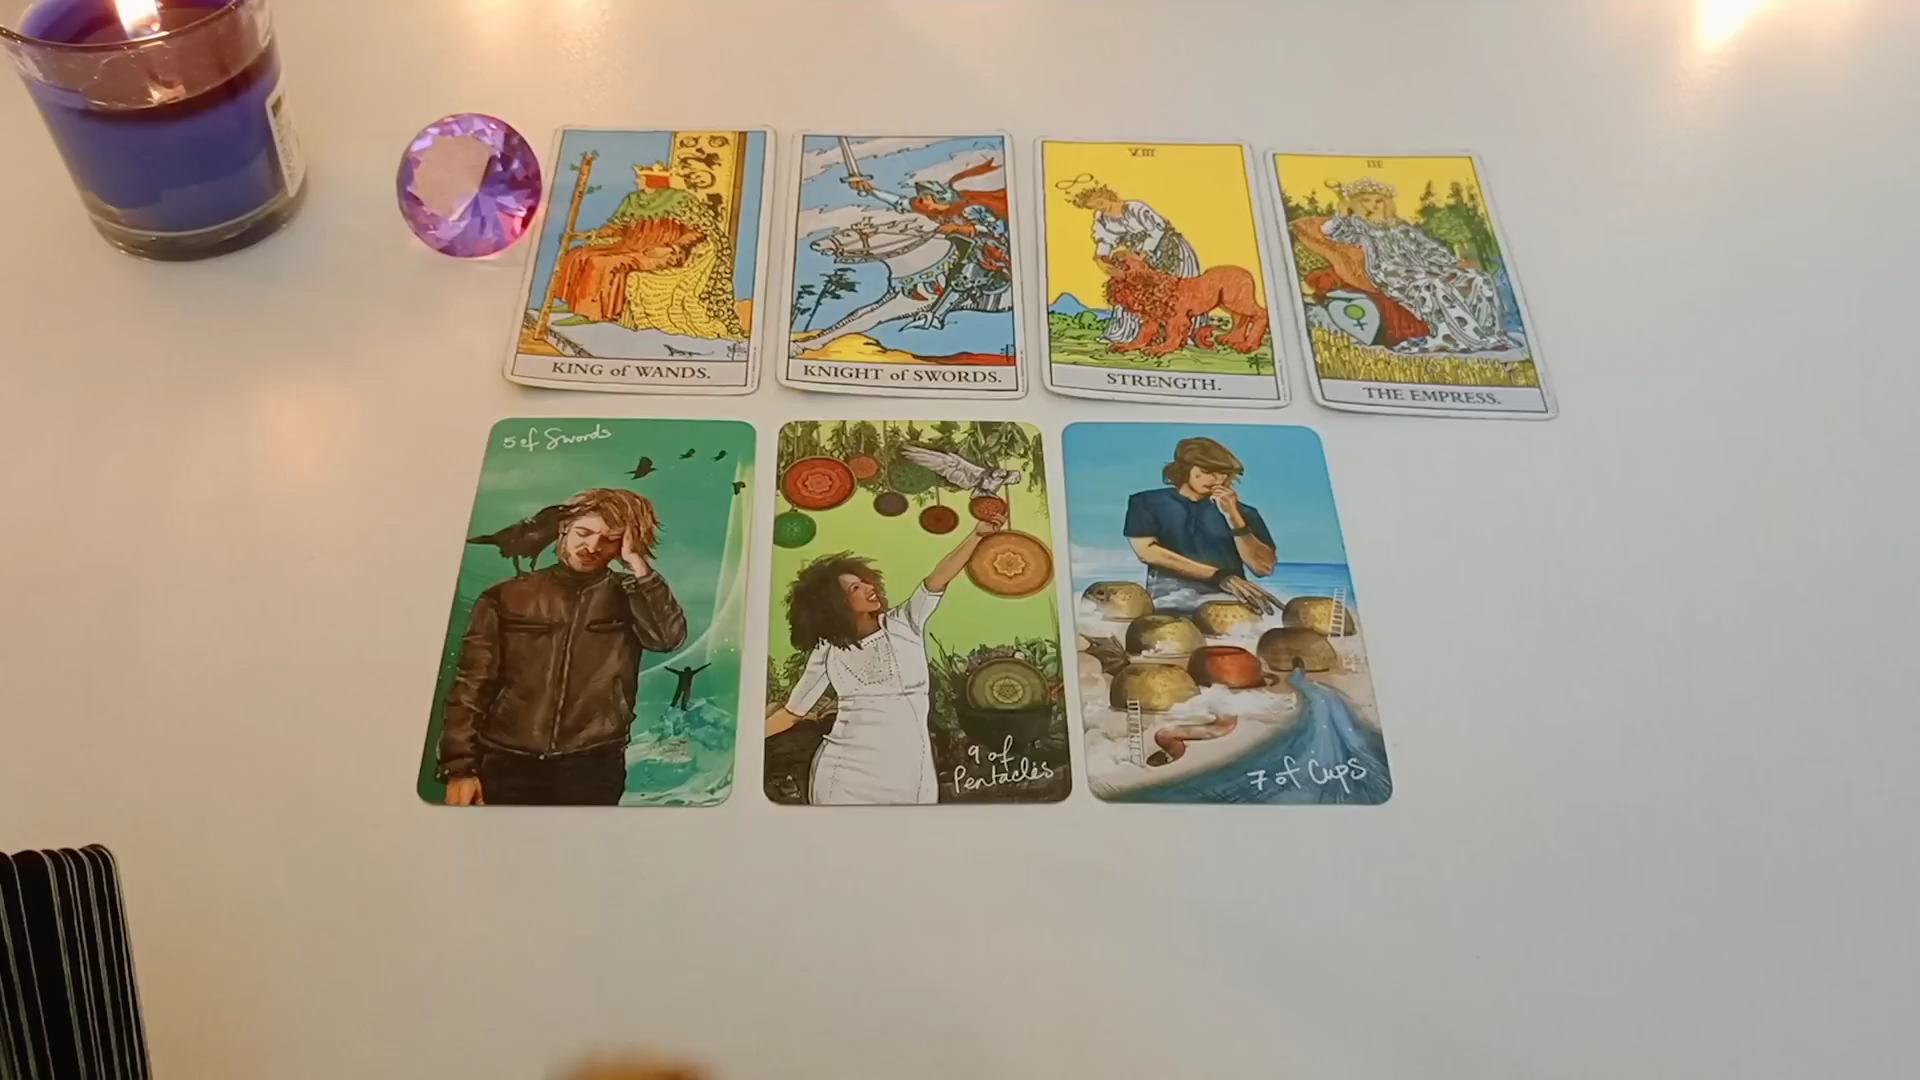 VIII
III
KING of WANDS.
KNIGHT of SWORDS.
STRENGTH.
THE EMPRESS.
5 of Swords
9 of
Pentacles
7 of Cups